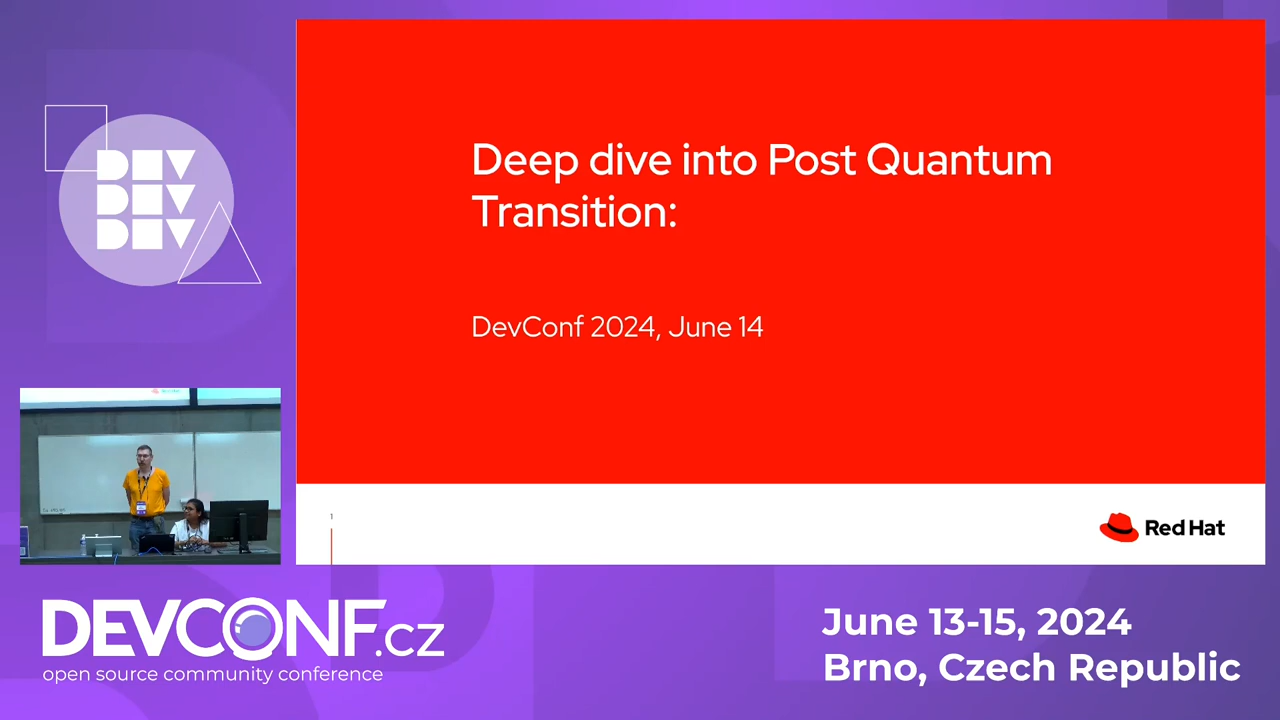 DEV
DEV
DEV
Deep dive into Post Quantum
Transition:
DevConf 2024, June 14
1
Red Hat
DEVCONF.cz
open source community conference
June 13-15, 2024
Brno, Czech Republic